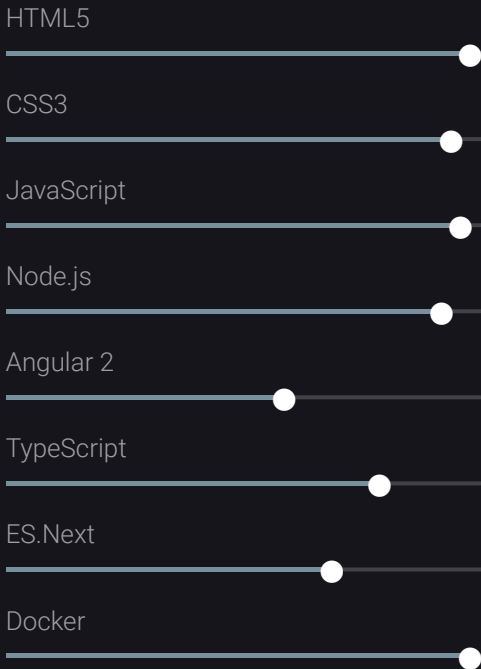 HTML5
CSS3
JavaScript
Node.js
Angular 2
TypeScript
ES.Next
Docker